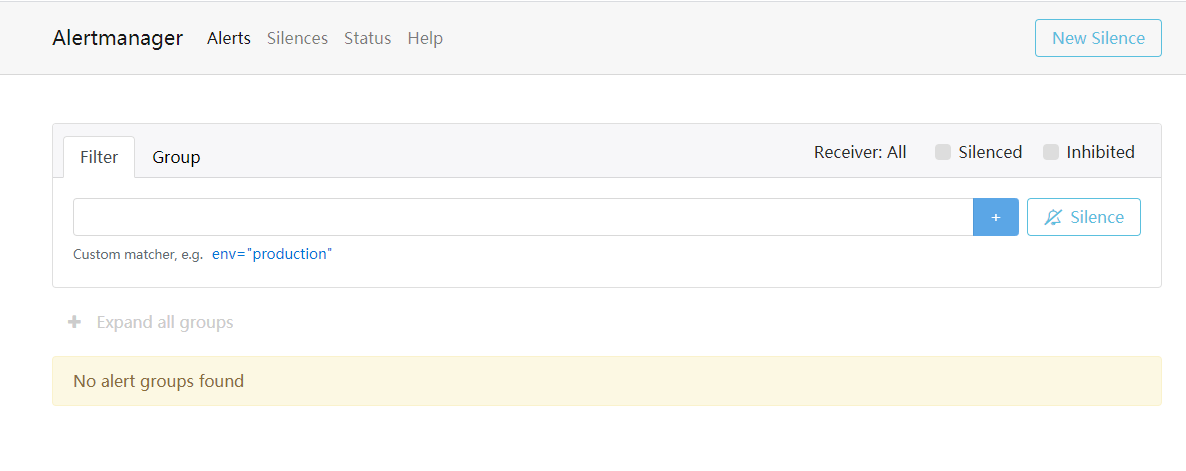 Alertmanager Alerts Silences Status Help New Silence
Filter Group Receiver: All Silenced Inhibited
+ Silence
Custom matcher, e.g. env="production"
+ Expand all groups
No alert groups found